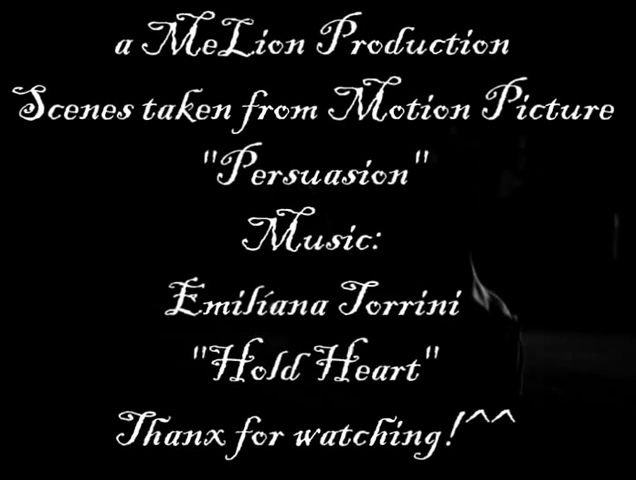 a MeLion Production
Scenes taken from Motion Picture
"Persuasion"
Music:
Emilíana Torrini
"Hold Heart"
Thanx for watching!^^